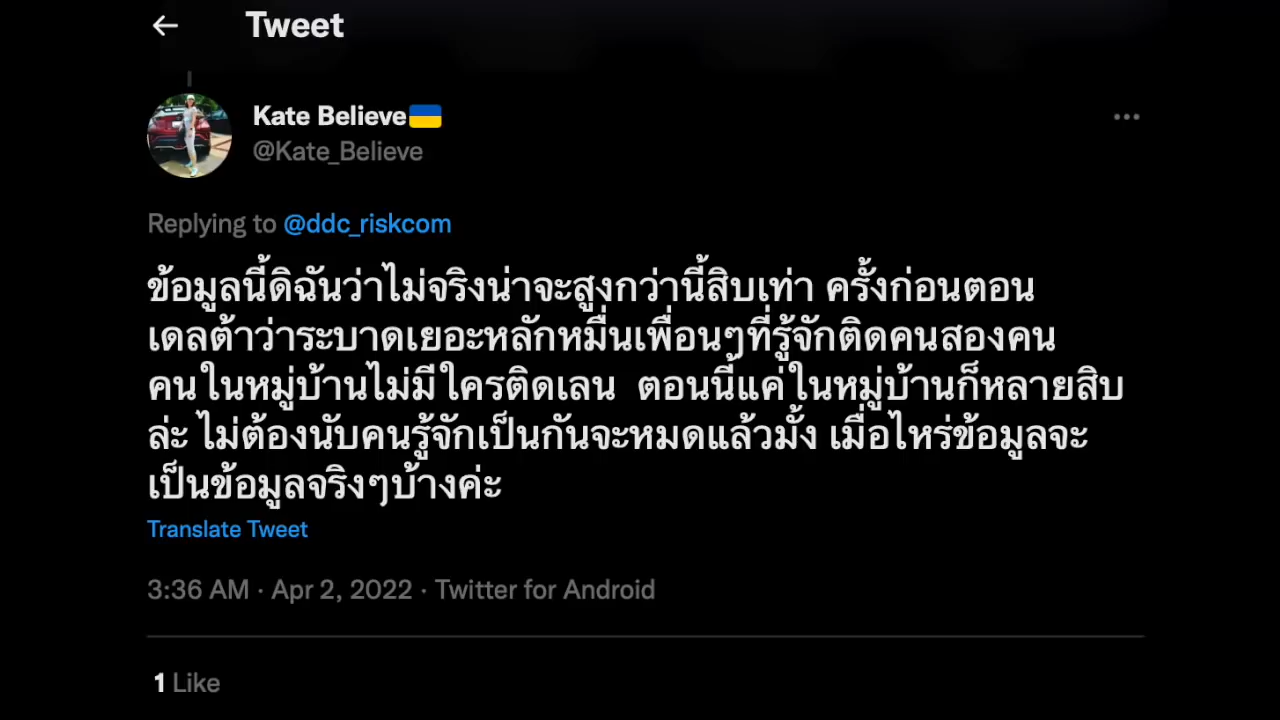 Tweet
Kate Believe🇺🇦
@Kate_Believe
Replying to @ddc_riskcom
ข้อมูลนี้ดิฉันว่าไม่จริงน่าจะสูงกว่านี้สิบเท่า ครั้งก่อนตอน
เดลต้าว่าระบาดเยอะหลักหมื่นเพื่อนๆที่รู้จักติดคนสองคน
คนในหมู่บ้านไม่มีใครติดเลน ตอนนี้แค่ในหมู่บ้านก็หลายสิบ
ล่ะ ไม่ต้องนับคนรู้จักเป็นกันจะหมดแล้วมั้ง เมื่อไหร่ข้อมูลจะ
เป็นข้อมูลจริงๆบ้างค่ะ
Translate Tweet
3:36 AM · Apr 2, 2022 · Twitter for Android
1 Like